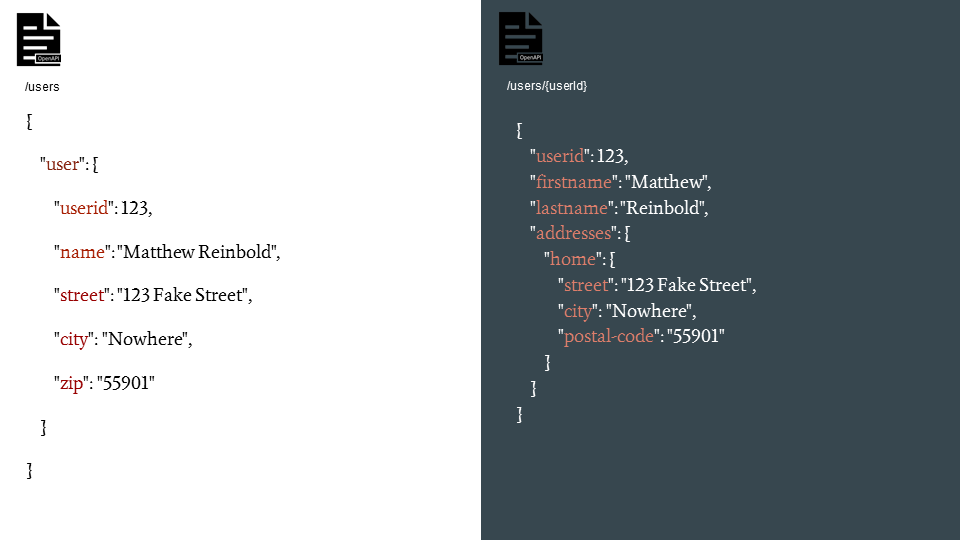 OpenAPI
/users
{
"user": {
"userid": 123,
"name": "Matthew Reinbold",
"street": "123 Fake Street",
"city": "Nowhere",
"zip": "55901"
}
}
OpenAPI
/users/{userId}
{
"userid": 123,
"firstname": "Matthew",
"lastname": "Reinbold",
"addresses": {
"home": {
"street": "123 Fake Street",
"city": "Nowhere",
"postal-code": "55901"
}
}
}